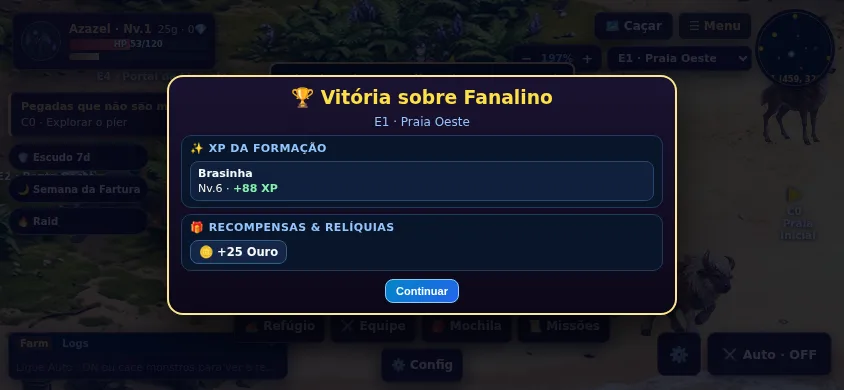 Azazel · Nv.1 25g · 0💎
HP 53/120
🗺️ Caçar
☰ Menu
− 197% +
E1 · Praia Oeste
E4 · Portal
Pegadas que não são m
C0 · Explorar o píer
🛡️ Escudo 7d
🌙 Semana da Fartura
🔥 Raid
🏆 Vitória sobre Fanalino
E1 · Praia Oeste
✨ XP DA FORMAÇÃO
Brasinha
Nv.6 · +88 XP
🎁 RECOMPENSAS & RELÍQUIAS
🪙 +25 Ouro
Continuar
C0
Praia
Inicial
Refúgio
⚔️ Equipe
🎒 Mochila
📜 Missões
Farm Logs
⚙️ Config
⚔️ Auto · OFF